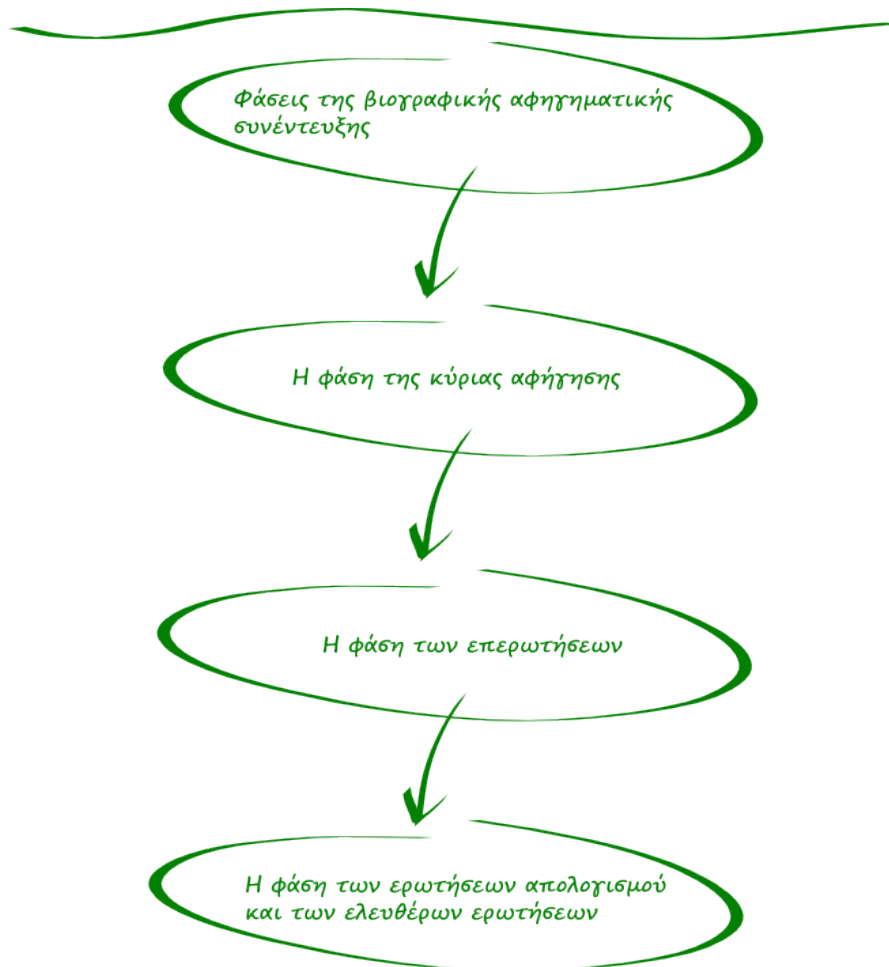 Φάσεις της βιογραφικής αφηγηματικής
συνέντευξης
Η φάση της κύριας αφήγησης
Η φάση των επερωτήσεων
Η φάση των ερωτήσεων απολογισμού
και των ελευθέρων ερωτήσεων